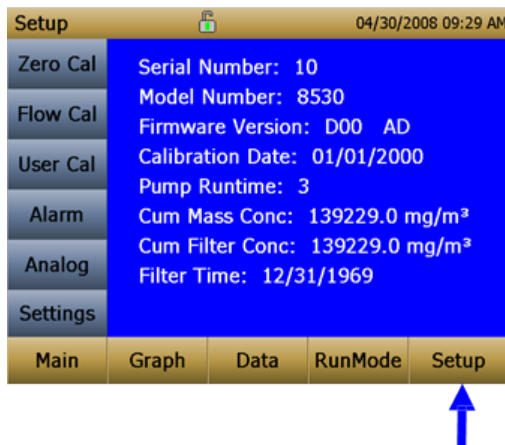 Setup 04/30/2008 09:29 AM
Zero Cal
Flow Cal
User Cal
Alarm
Analog
Settings
Serial Number: 10
Model Number: 8530
Firmware Version: D00 AD
Calibration Date: 01/01/2000
Pump Runtime: 3
Cum Mass Conc: 139229.0 mg/m³
Cum Filter Conc: 139229.0 mg/m³
Filter Time: 12/31/1969
Main Graph Data RunMode Setup